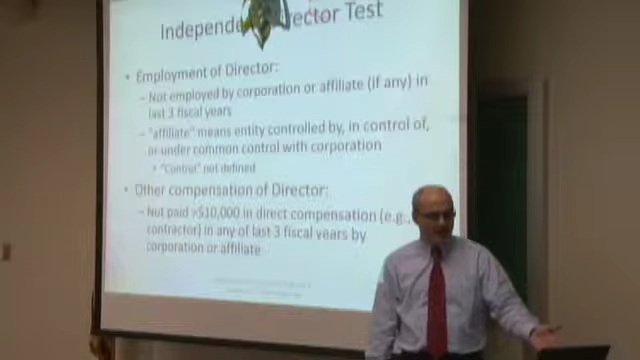 Independent Director Test
• Employment of Director:
– Not employed by corporation or affiliate (if any) in
last 3 fiscal years
– "affiliate" means entity controlled by, in control of,
or under common control with corporation
• "Control" not defined
• Other compensation of Director:
– Not paid >$10,000 in direct compensation (e.g.,
contractor) in any of last 3 fiscal years by
corporation or affiliate